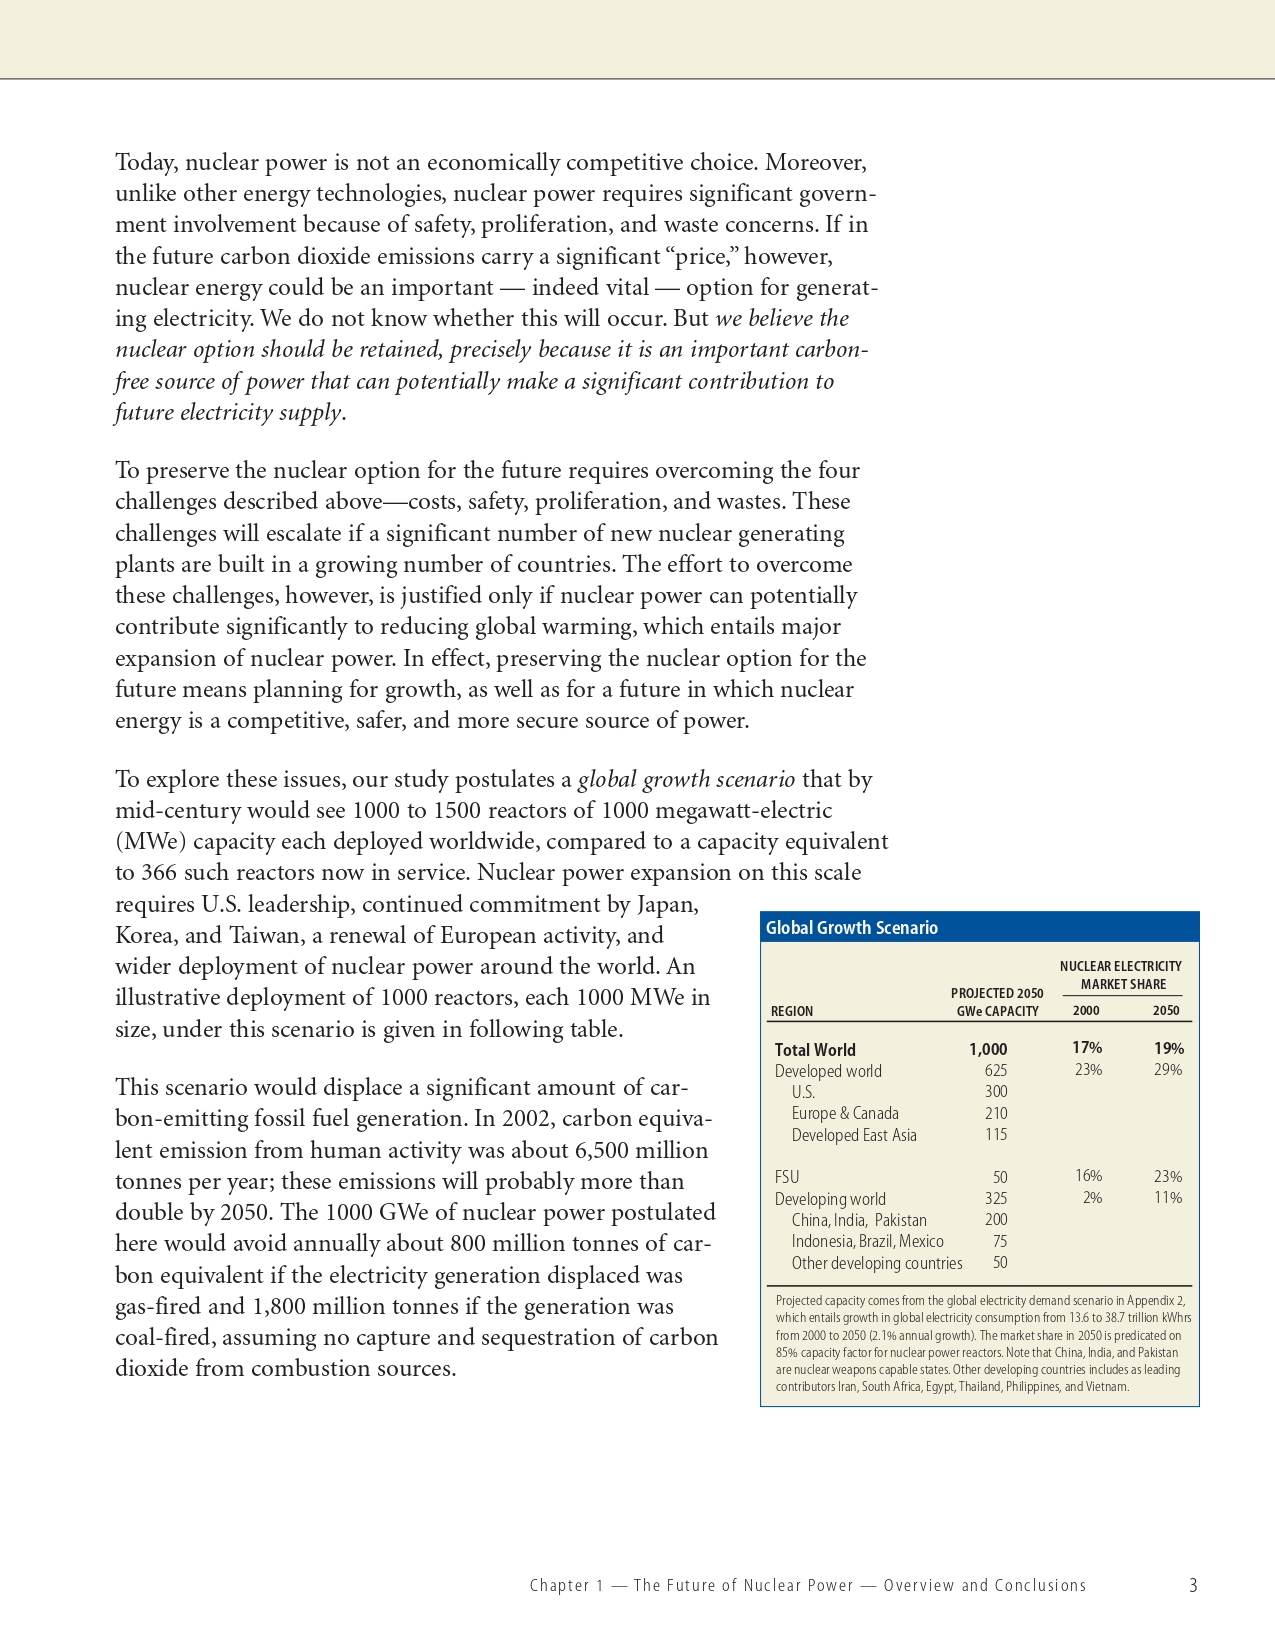 Today, nuclear power is not an economically competitive choice. Moreover,
unlike other energy technologies, nuclear power requires significant govern-
ment involvement because of safety, proliferation, and waste concerns. If in
the future carbon dioxide emissions carry a significant “price,” however,
nuclear energy could be an important — indeed vital — option for generat-
ing electricity. We do not know whether this will occur. But we believe the
nuclear option should be retained, precisely because it is an important carbon-
free source of power that can potentially make a significant contribution to
future electricity supply.
To preserve the nuclear option for the future requires overcoming the four
challenges described above—costs, safety, proliferation, and wastes. These
challenges will escalate if a significant number of new nuclear generating
plants are built in a growing number of countries. The effort to overcome
these challenges, however, is justified only if nuclear power can potentially
contribute significantly to reducing global warming, which entails major
expansion of nuclear power. In effect, preserving the nuclear option for the
future means planning for growth, as well as for a future in which nuclear
energy is a competitive, safer, and more secure source of power.
To explore these issues, our study postulates a global growth scenario that by
mid-century would see 1000 to 1500 reactors of 1000 megawatt-electric
(MWe) capacity each deployed worldwide, compared to a capacity equivalent
to 366 such reactors now in service. Nuclear power expansion on this scale
requires U.S. leadership, continued commitment by Japan,
Korea, and Taiwan, a renewal of European activity, and
wider deployment of nuclear power around the world. An
illustrative deployment of 1000 reactors, each 1000 MWe in
size, under this scenario is given in following table.
This scenario would displace a significant amount of car-
bon-emitting fossil fuel generation. In 2002, carbon equiva-
lent emission from human activity was about 6,500 million
tonnes per year; these emissions will probably more than
double by 2050. The 1000 GWe of nuclear power postulated
here would avoid annually about 800 million tonnes of car-
bon equivalent if the electricity generation displaced was
gas-fired and 1,800 million tonnes if the generation was
coal-fired, assuming no capture and sequestration of carbon
dioxide from combustion sources.
Global Growth Scenario
NUCLEAR ELECTRICITY
MARKET SHARE
PROJECTED 2050
REGION GWe CAPACITY 2000 2050
Total World 1,000 17% 19%
Developed world 625 23% 29%
U.S. 300
Europe & Canada 210
Developed East Asia 115
FSU 50 16% 23%
Developing world 325 2% 11%
China, India, Pakistan 200
Indonesia, Brazil, Mexico 75
Other developing countries 50
Projected capacity comes from the global electricity demand scenario in Appendix 2,
which entails growth in global electricity consumption from 13.6 to 38.7 trillion kWhrs
from 2000 to 2050 (2.1% annual growth). The market share in 2050 is predicated on
85% capacity factor for nuclear power reactors. Note that China, India, and Pakistan
are nuclear weapons capable states. Other developing countries includes as leading
contributors Iran, South Africa, Egypt, Thailand, Philippines, and Vietnam.
Chapter 1 — The Future of Nuclear Power — Overview and Conclusions 3